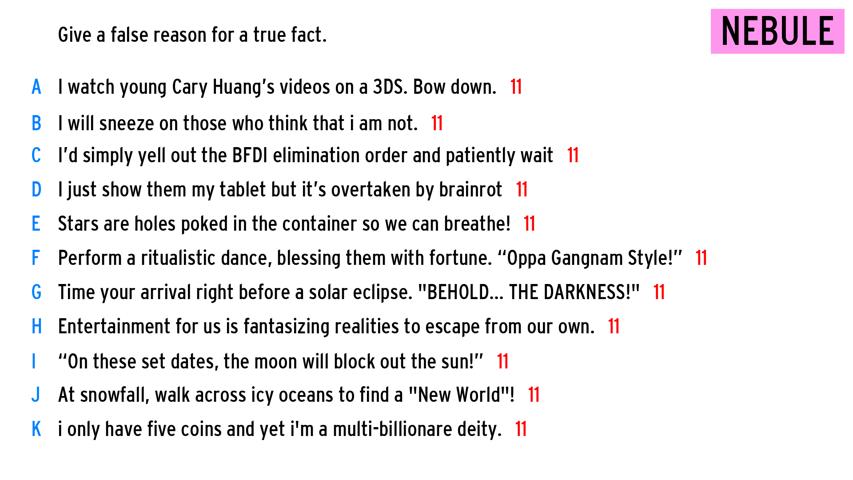 Give a false reason for a true fact.
NEBULE
A I watch young Cary Huang’s videos on a 3DS. Bow down. 11
B I will sneeze on those who think that i am not. 11
C I’d simply yell out the BFDI elimination order and patiently wait 11
D I just show them my tablet but it’s overtaken by brainrot 11
E Stars are holes poked in the container so we can breathe! 11
F Perform a ritualistic dance, blessing them with fortune. “Oppa Gangnam Style!” 11
G Time your arrival right before a solar eclipse. "BEHOLD... THE DARKNESS!" 11
H Entertainment for us is fantasizing realities to escape from our own. 11
I “On these set dates, the moon will block out the sun!” 11
J At snowfall, walk across icy oceans to find a "New World"! 11
K i only have five coins and yet i'm a multi-billionare deity. 11